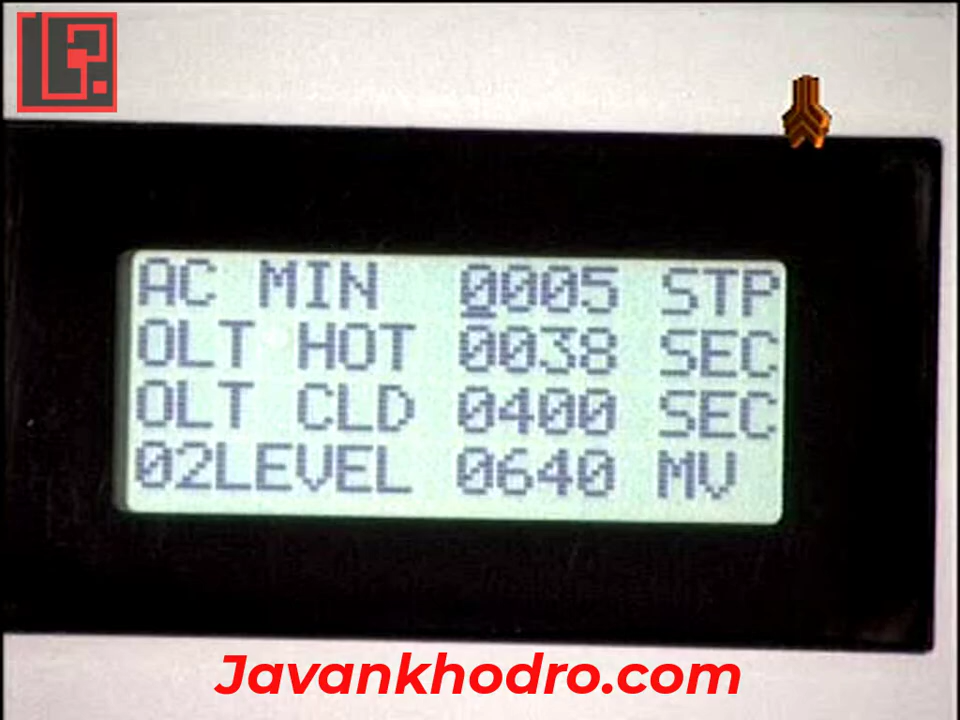 AC MIN 0005 STP
OLT HOT 0038 SEC
OLT CLD 0400 SEC
02LEVEL 0640 MV
Javankhodro.com